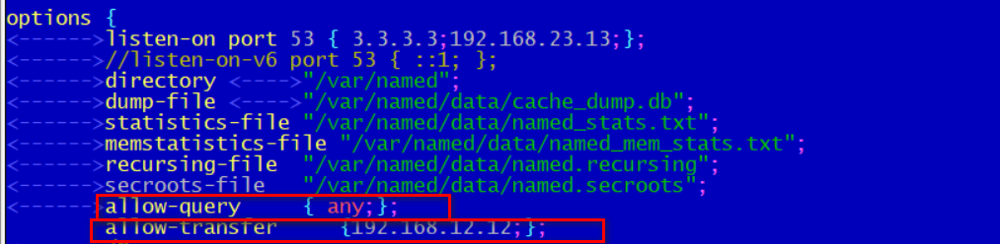 options {
<------>listen-on port 53 { 3.3.3.3;192.168.23.13;};
<------>//listen-on-v6 port 53 { ::1; };
<------>directory <---->"/var/named";
<------>dump-file <---->"/var/named/data/cache_dump.db";
<------>statistics-file "/var/named/data/named_stats.txt";
<------>memstatistics-file "/var/named/data/named_mem_stats.txt";
<------>recursing-file  "/var/named/data/named.recursing";
<------>secroots-file   "/var/named/data/named.secroots";
<------>allow-query     { any;};
allow-transfer     {192.168.12.12;};